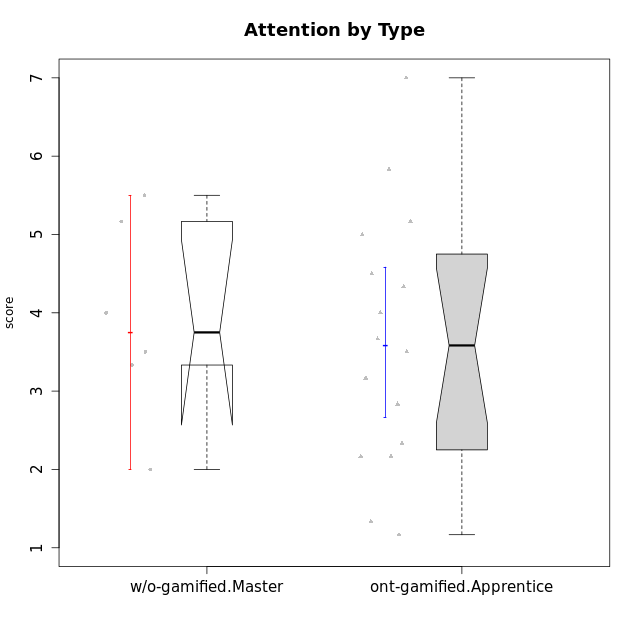 Attention by Type
7
6
5
4
3
2
1
score
w/o-gamified.Master
ont-gamified.Apprentice